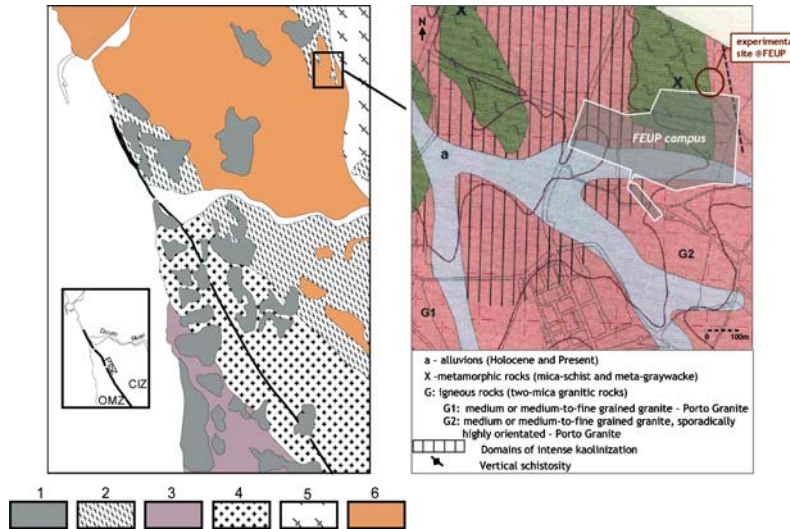 N
X
experimenta
site @FEUP
X
FEUP campus
a
G2
G1
0 100m
Douro
River
PTSZ
CIZ
OMZ
a - alluvions (Holocene and Present)
X -metamorphic rocks (mica-schist and meta-graywacke)
G: igneous rocks (two-mica granitic rocks)
G1: medium or medium-to-fine grained granite - Porto Granite
G2: medium or medium-to-fine grained granite, sporadically
highly orientated - Porto Granite
Domains of intense kaolinization
Vertical schistosity
1 2 3 4 5 6